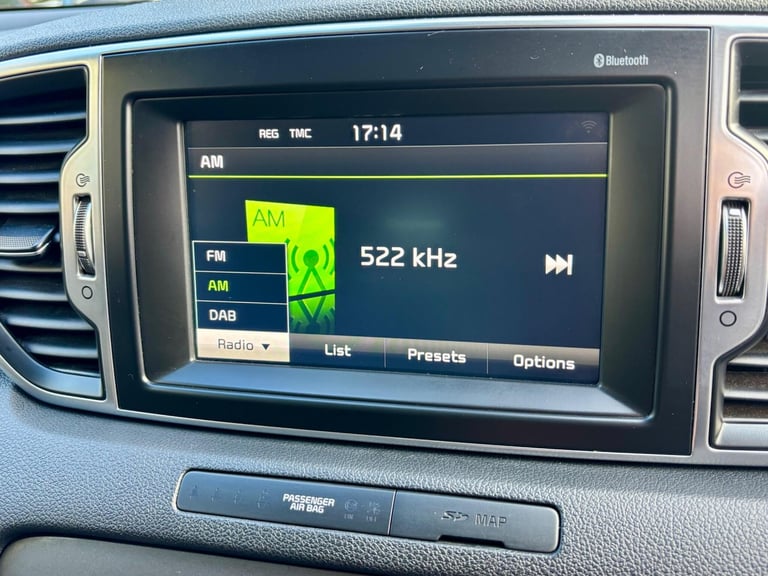 Bluetooth
REG TMC 17:14
AM
AM
522 kHz
FM
AM
DAB
Radio List Presets Options
PASSENGER
AIR BAG
SD MAP